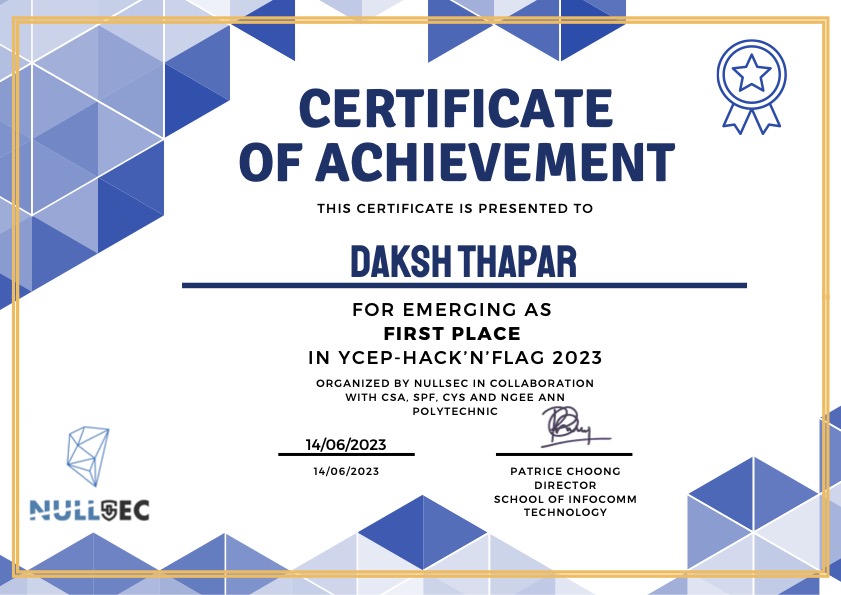 CERTIFICATE
OF ACHIEVEMENT
THIS CERTIFICATE IS PRESENTED TO
DAKSH THAPAR
FOR EMERGING AS
FIRST PLACE
IN YCEP-HACK'N'FLAG 2023
ORGANIZED BY NULLSEC IN COLLABORATION
WITH CSA, SPF, CYS AND NGEE ANN
POLYTECHNIC
14/06/2023
14/06/2023
PATRICE CHOONG
DIRECTOR
SCHOOL OF INFOCOMM
TECHNOLOGY
NULLSEC